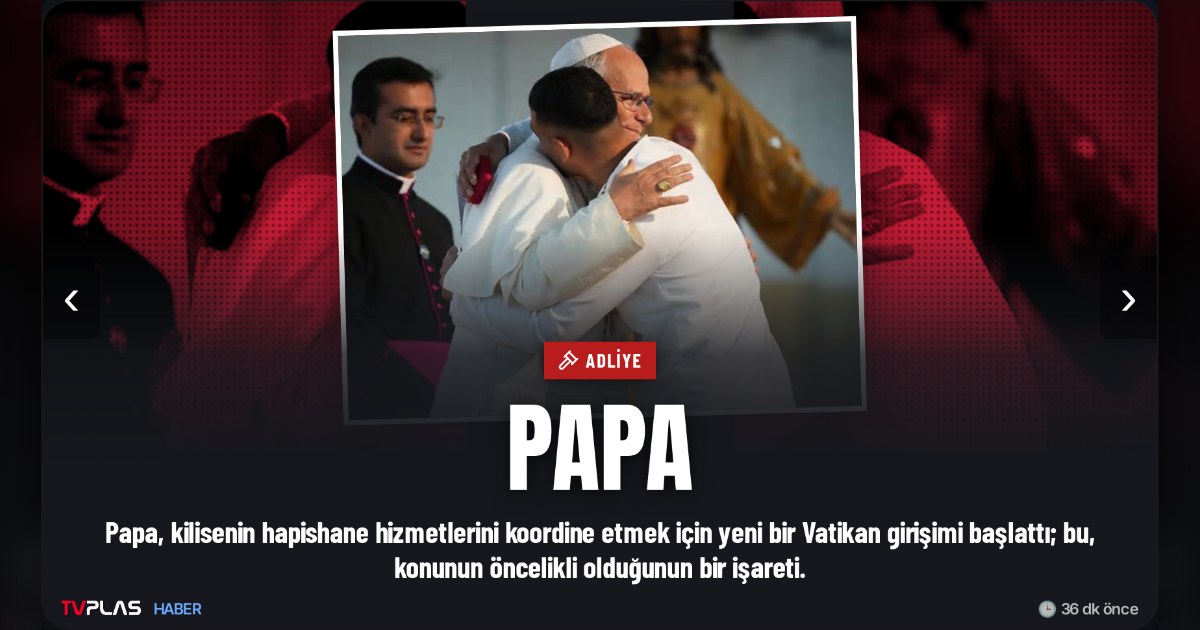 ADLİYE
PAPA
Papa, kilisenin hapishane hizmetlerini koordine etmek için yeni bir Vatikan girişimi başlattı; bu,
konunun öncelikli olduğunun bir işareti.
TVPLAS HABER
36 dk önce